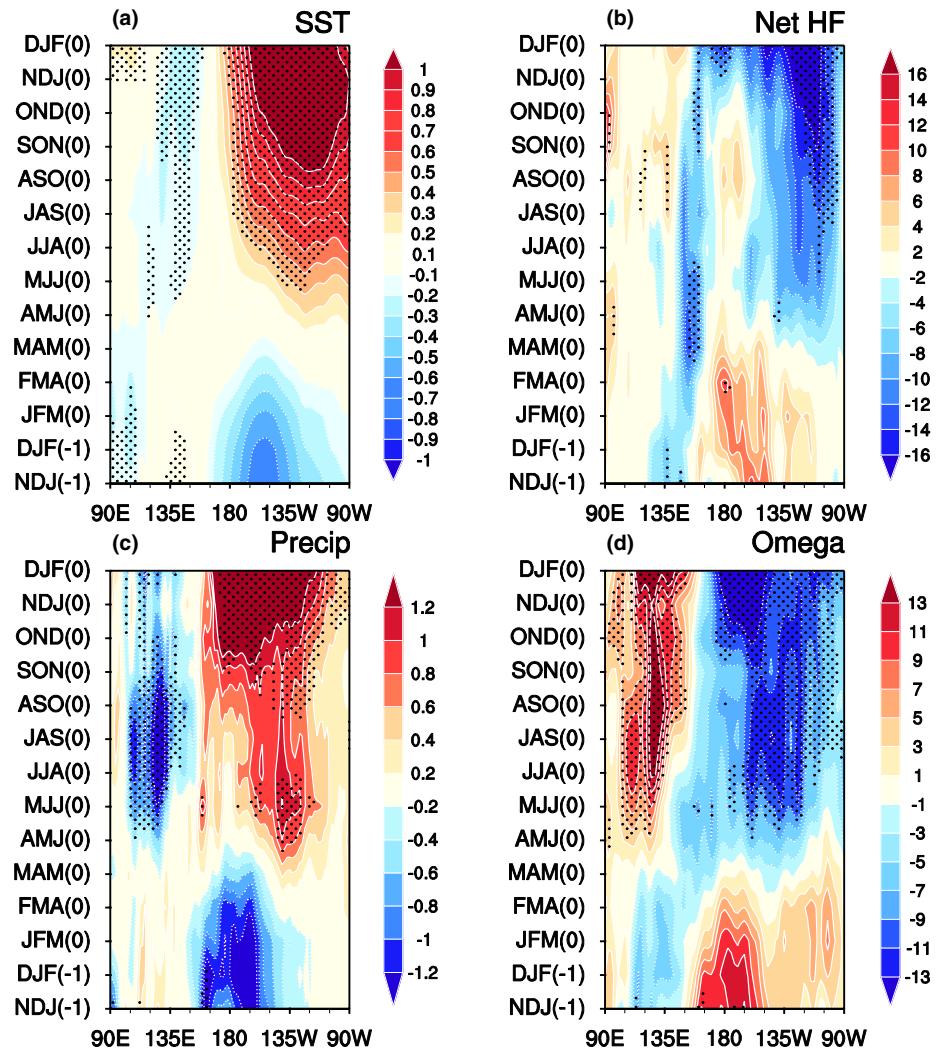 (a) SST
DJF(0)
NDJ(0)
OND(0)
SON(0)
ASO(0)
JAS(0)
JJA(0)
MJJ(0)
AMJ(0)
MAM(0)
FMA(0)
JFM(0)
DJF(-1)
NDJ(-1)
90E 135E 180 135W 90W
1
0.9
0.8
0.7
0.6
0.5
0.4
0.3
0.2
-0.1
-0.2
-0.3
-0.4
-0.5
-0.6
-0.7
-0.8
-0.9
-1
(b) Net HF
DJF(0)
NDJ(0)
OND(0)
SON(0)
ASO(0)
JAS(0)
JJA(0)
MJJ(0)
AMJ(0)
MAM(0)
FMA(0)
JFM(0)
DJF(-1)
NDJ(-1)
90E 135E 180 135W 90W
16
14
12
10
8
6
4
2
-2
-4
-6
-8
-10
-12
-14
-16
(c) Precip
DJF(0)
NDJ(0)
OND(0)
SON(0)
ASO(0)
JAS(0)
JJA(0)
MJJ(0)
AMJ(0)
MAM(0)
FMA(0)
JFM(0)
DJF(-1)
NDJ(-1)
90E 135E 180 135W 90W
1.2
1
0.8
0.6
0.4
0.2
-0.2
-0.4
-0.6
-0.8
-1
-1.2
(d) Omega
DJF(0)
NDJ(0)
OND(0)
SON(0)
ASO(0)
JAS(0)
JJA(0)
MJJ(0)
AMJ(0)
MAM(0)
FMA(0)
JFM(0)
DJF(-1)
NDJ(-1)
90E 135E 180 135W 90W
13
11
9
7
5
3
1
-1
-3
-5
-7
-9
-11
-13